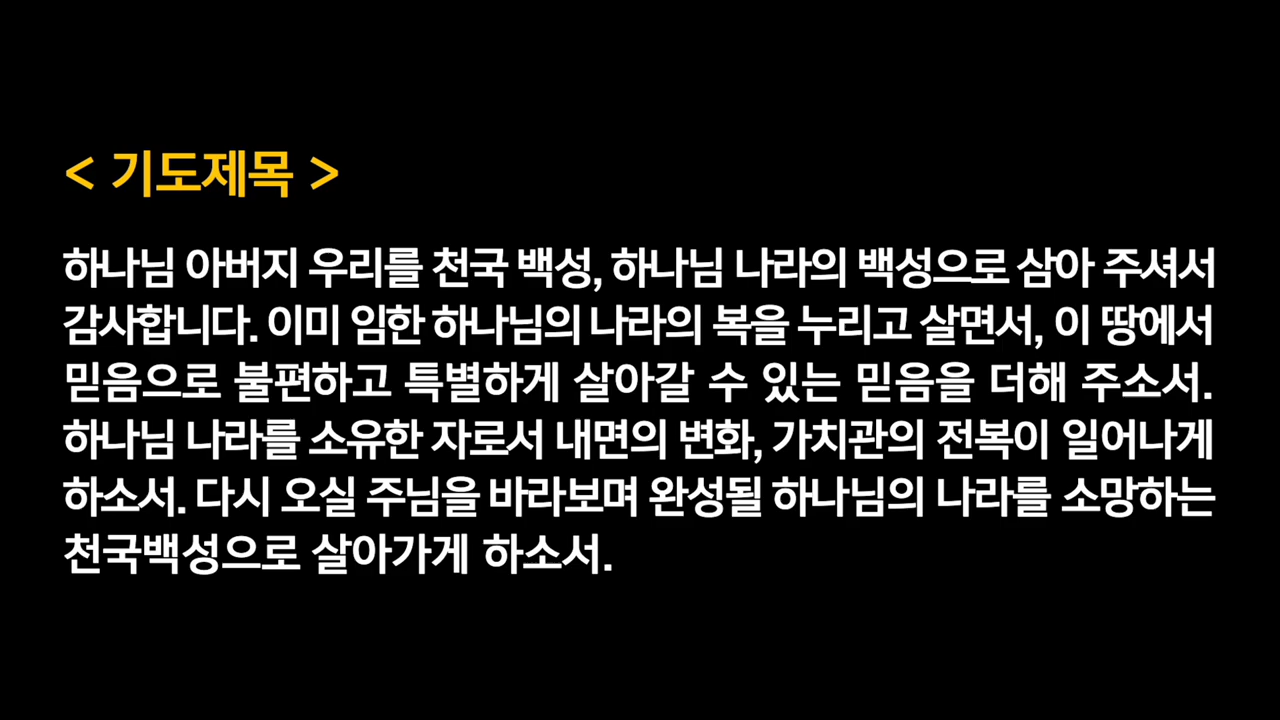 < 기도제목 >
하나님 아버지 우리를 천국 백성, 하나님 나라의 백성으로 삼아 주셔서
감사합니다. 이미 임한 하나님의 나라의 복을 누리고 살면서, 이 땅에서
믿음으로 불편하고 특별하게 살아갈 수 있는 믿음을 더해 주소서.
하나님 나라를 소유한 자로서 내면의 변화, 가치관의 전복이 일어나게
하소서. 다시 오실 주님을 바라보며 완성될 하나님의 나라를 소망하는
천국백성으로 살아가게 하소서.